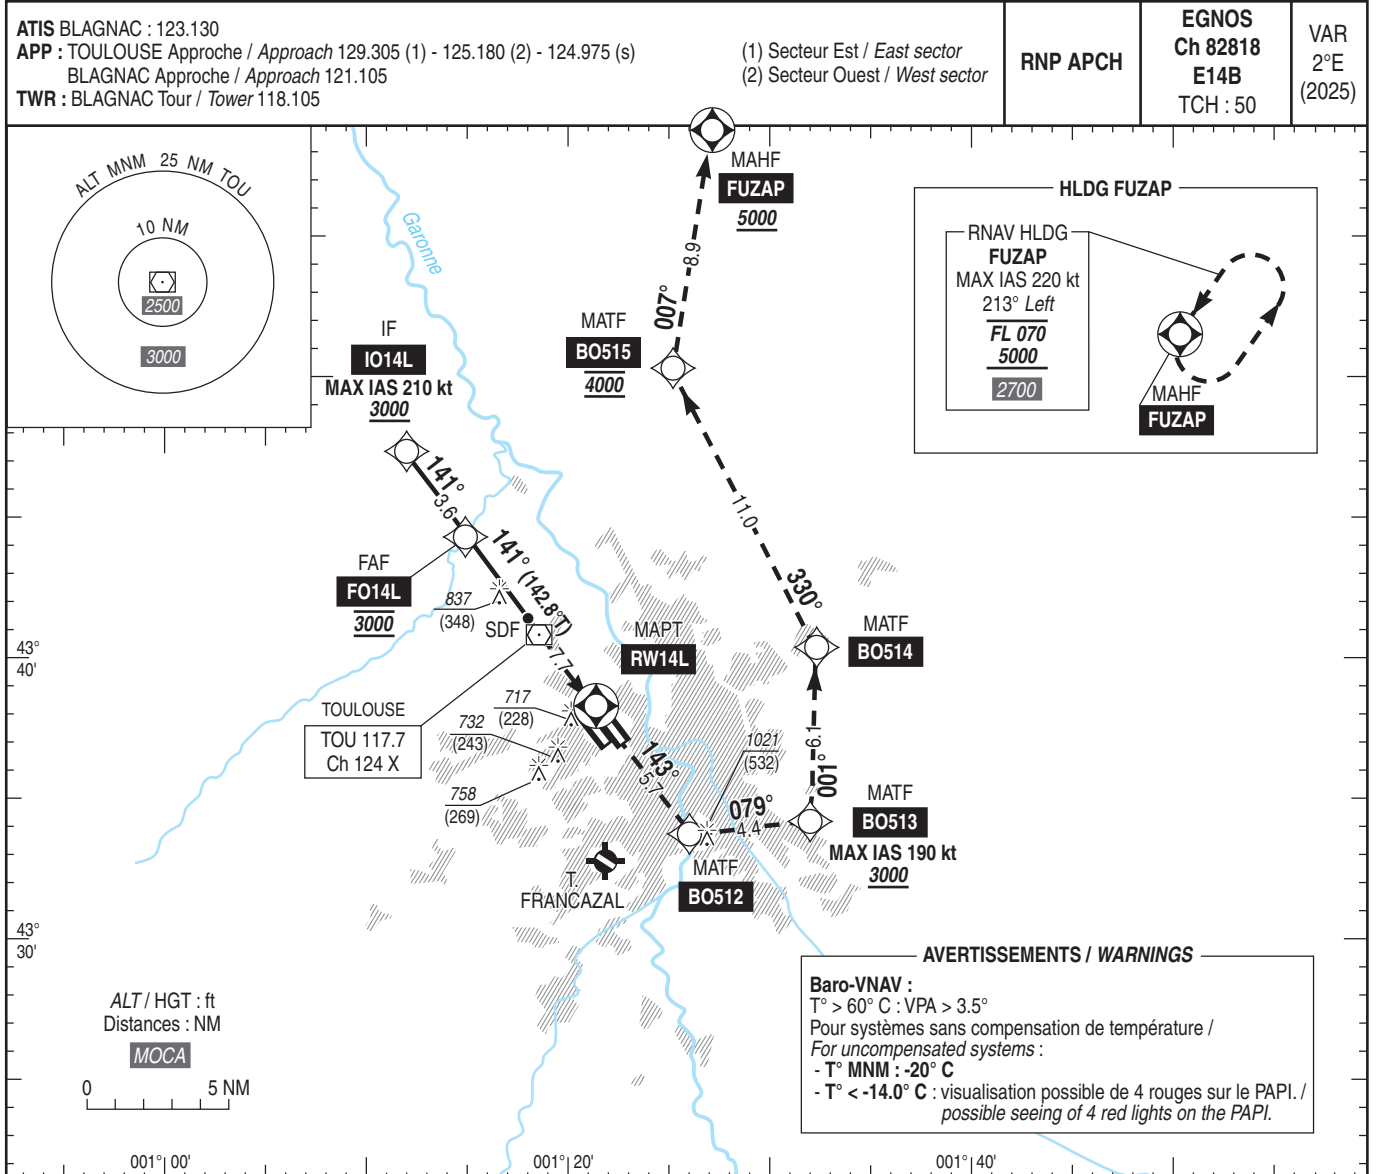 ATIS BLAGNAC : 123.130
APP : TOULOUSE Approche / Approach 129.305 (1) - 125.180 (2) - 124.975 (s)
BLAGNAC Approche / Approach 121.105
TWR : BLAGNAC Tour / Tower 118.105
(1) Secteur Est / East sector
(2) Secteur Ouest / West sector
RNP APCH
EGNOS
Ch 82818
E14B
TCH : 50
VAR
2°E
(2025)
ALT MNM 25 NM TOU
10 NM
2500
3000
Garonne
MAHF
FUZAP
5000
8.9
007°
HLDG FUZAP
RNAV HLDG
FUZAP
MAX IAS 220 kt
213° Left
FL 070
5000
2700
MAHF
FUZAP
IF
IO14L
MAX IAS 210 kt
3000
MATF
BO515
4000
141°
3.6
11.0
FAF
FO14L
3000
141° (142.8°T)
837
(348)
SDF
7.7
330°
MAPT
RW14L
MATF
BO514
43°
40'
TOULOUSE
TOU 117.7
Ch 124 X
717
(228)
732
(243)
758
(269)
1021
(532)
143°
5.7
6.1
001°
079°
4.4
MATF
BO513
MAX IAS 190 kt
3000
MATF
BO512
T.
FRANCAZAL
43°
30'
ALT / HGT : ft
Distances : NM
MOCA
0 5 NM
AVERTISSEMENTS / WARNINGS
Baro-VNAV :
T° > 60° C : VPA > 3.5°
Pour systèmes sans compensation de température /
For uncompensated systems :
- T° MNM : -20° C
- T° < -14.0° C : visualisation possible de 4 rouges sur le PAPI. /
possible seeing of 4 red lights on the PAPI.
001° 00' 001° 20' 001° 40'